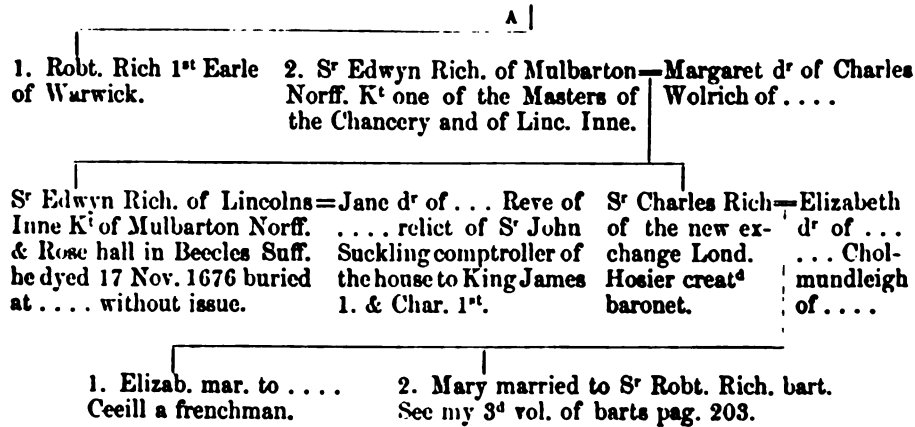 A
1. Robt. Rich 1st Earle
of Warwick.
2. Sr Edwyn Rich. of Mulbarton=
Norff. Kt one of the Masters of
the Chancery and of Linc. Inne.
Margaret dr of Charles
Wolrich of ....
Sr Edwyn Rich. of Lincolns=
Inne Kt of Mulbarton Norff.
& Rose hall in Beecles Suff.
he dyed 17 Nov. 1676 buried
at .... without issue.
Jane dr of ... Reve of
.... relict of Sr John
Suckling comptroller of
the house to King James
1. & Char. 1st.
Sr Charles Rich=
of the new ex-
change Lond.
Hosier creatd
baronet.
Elizabeth
dr of ...
... Chol-
mundleigh
of ....
1. Elizab. mar. to ....
Ceeill a frenchman.
2. Mary married to Sr Robt. Rich. bart.
See my 3d vol. of barts pag. 203.